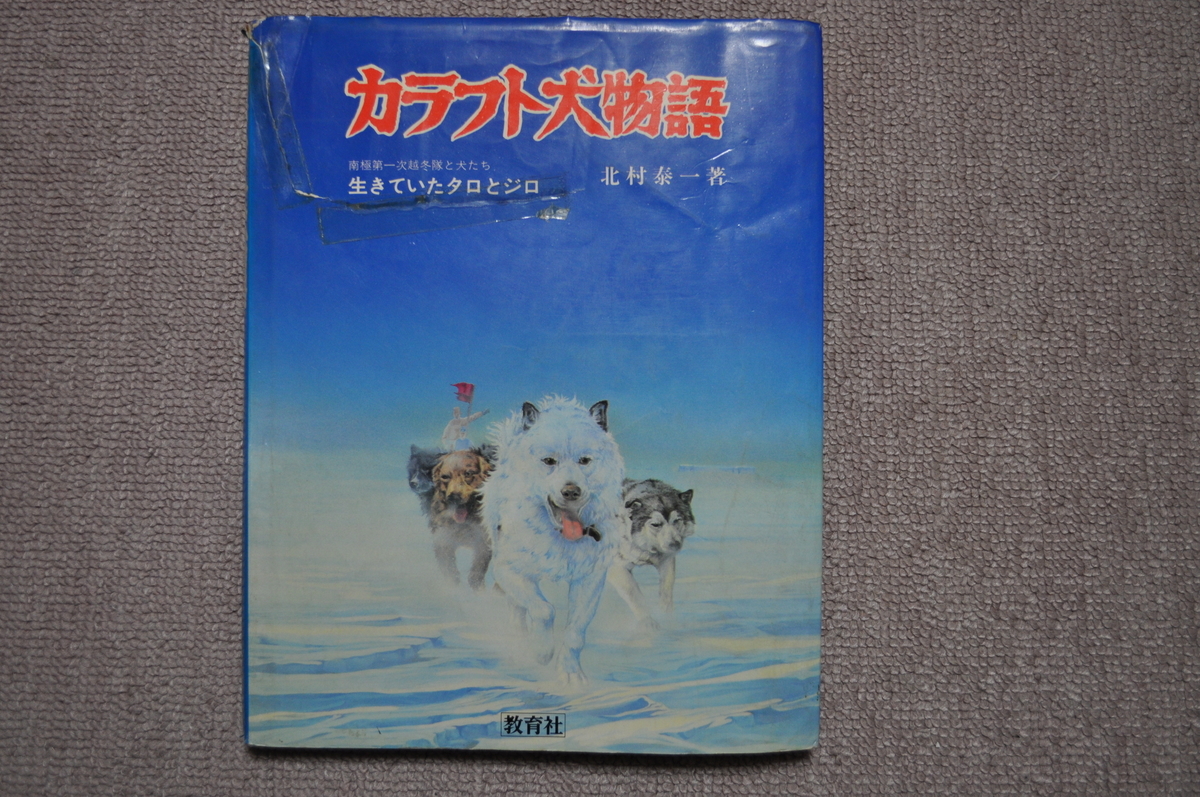 カラフト犬物語
南極第一次越冬隊と犬たち
生きていたタロとジロ
北村泰一著
教育社